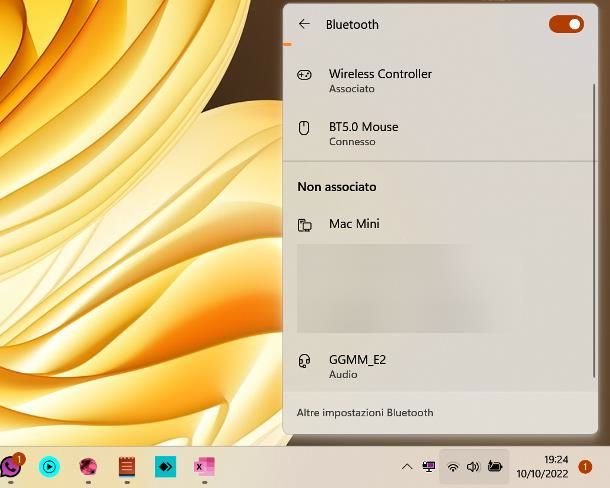 Bluetooth
Wireless Controller
Associato
BT5.0 Mouse
Connesso
Non associato
Mac Mini
GGMM_E2
Audio
Altre impostazioni Bluetooth
1
X
19:24
10/10/2022
1